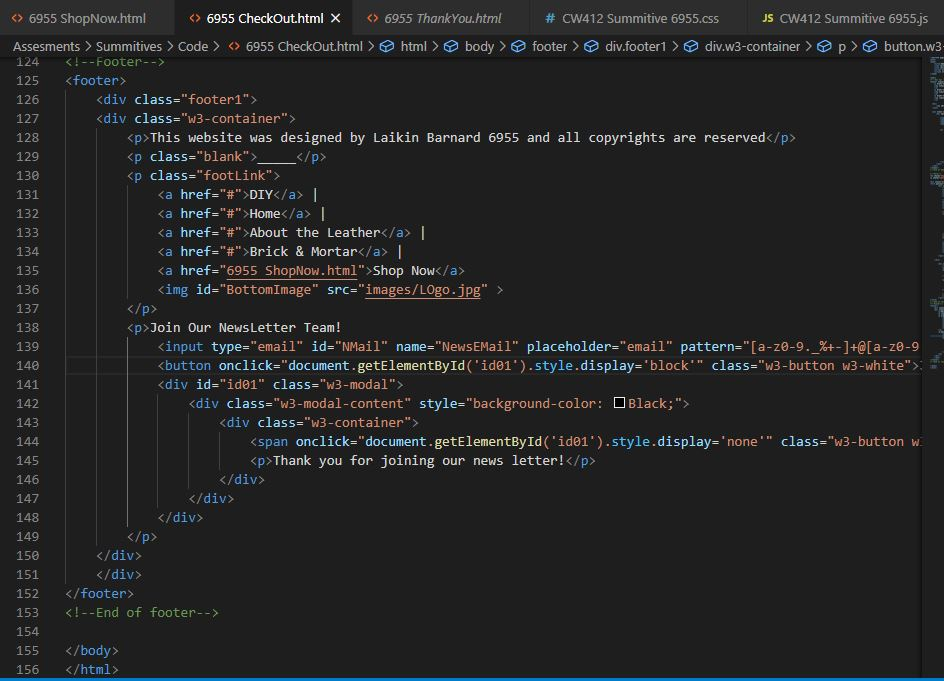 6955 ShopNow.html 6955 CheckOut.html 6955 ThankYou.html # CW412 Summitive 6955.css JS CW412 Summitive 6955.js
Assesments > Summitives > Code > 6955 CheckOut.html > html > body > footer > div.footer1 > div.w3-container > p > button.w3-
124 <!--Footer-->
125 <footer>
126 <div class="footer1">
127 <div class="w3-container">
128 <p>This website was designed by Laikin Barnard 6955 and all copyrights are reserved</p>
129 <p class="blank">_____</p>
130 <p class="footLink">
131 <a href="#">DIY</a> |
132 <a href="#">Home</a> |
133 <a href="#">About the Leather</a> |
134 <a href="#">Brick & Mortar</a> |
135 <a href="6955 ShopNow.html">Shop Now</a>
136 <img id="BottomImage" src="images/LOgo.jpg" >
137 </p>
138 <p>Join Our NewsLetter Team!
139 <input type="email" id="NMail" name="NewsEMail" placeholder="email" pattern="[a-z0-9._%+-]+@[a-z0-9
140 <button onclick="document.getElementById('id01').style.display='block'" class="w3-button w3-white">
141 <div id="id01" class="w3-modal">
142 <div class="w3-modal-content" style="background-color: Black;">
143 <div class="w3-container">
144 <span onclick="document.getElementById('id01').style.display='none'" class="w3-button w
145 <p>Thank you for joining our news letter!</p>
146 </div>
147 </div>
148 </div>
149 </p>
150 </div>
151 </div>
152 </footer>
153 <!--End of footer-->
154
155 </body>
156 </html>